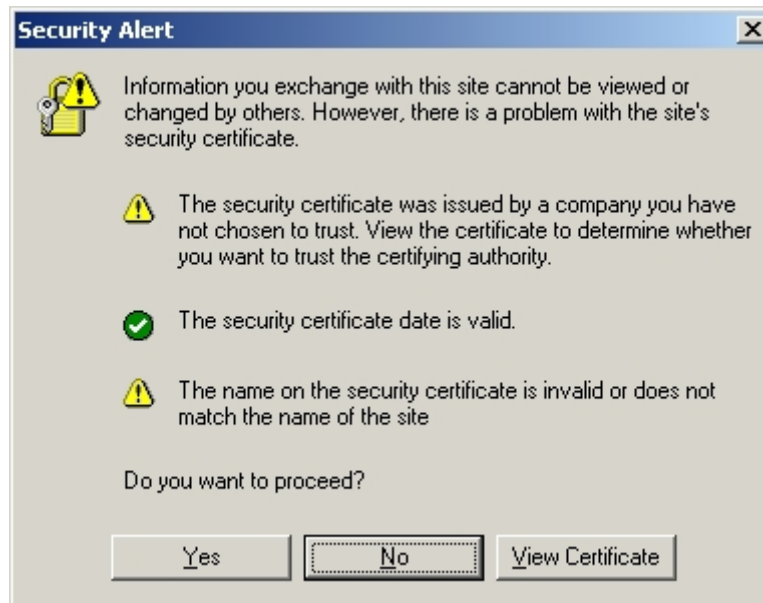 Security Alert
Information you exchange with this site cannot be viewed or
changed by others. However, there is a problem with the site's
security certificate.
The security certificate was issued by a company you have
not chosen to trust. View the certificate to determine whether
you want to trust the certifying authority.
The security certificate date is valid.
The name on the security certificate is invalid or does not
match the name of the site
Do you want to proceed?
Yes No View Certificate